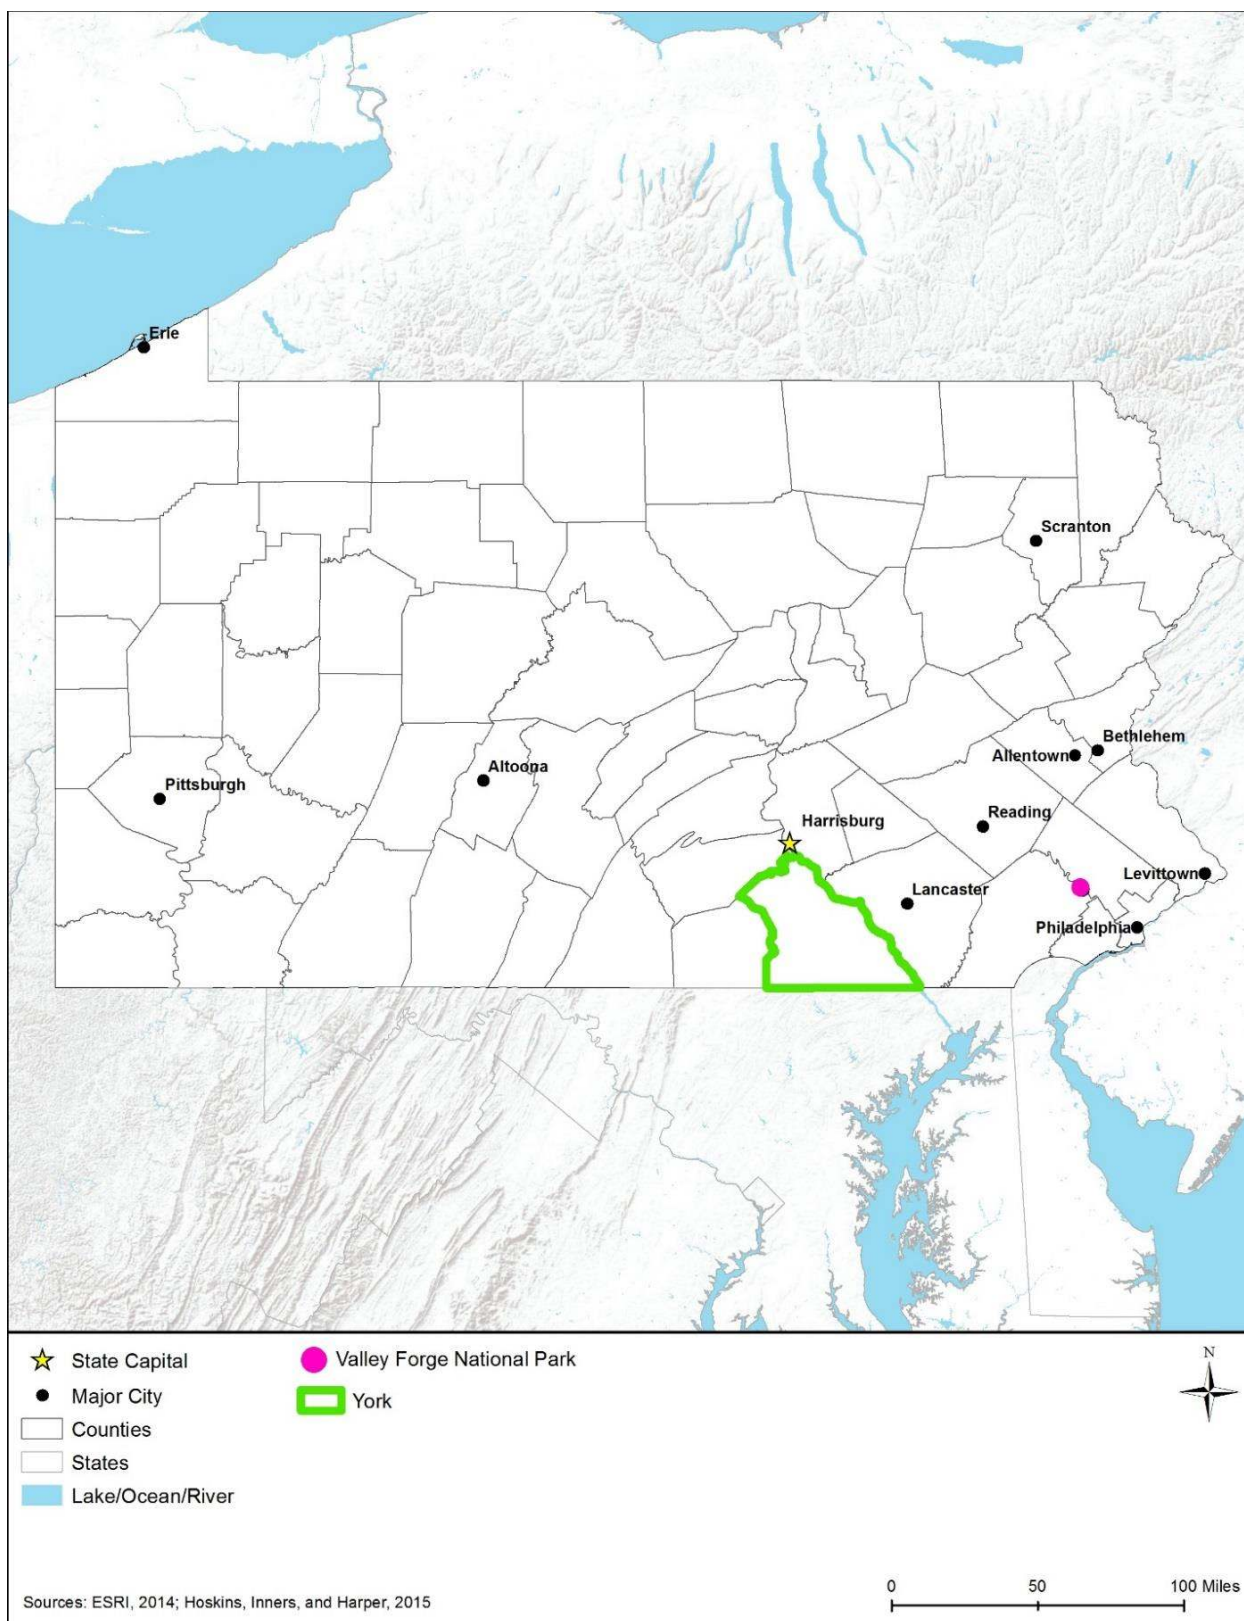 Erie
Scranton
Bethlehem
Allentown
Altoona
Pittsburgh
Harrisburg
Reading
Levittown
Lancaster
Philadelphia
State Capital
Valley Forge National Park
N
Major City
York
Counties
States
Lake/Ocean/River
0 50 100 Miles
Sources: ESRI, 2014; Hoskins, Inners, and Harper, 2015